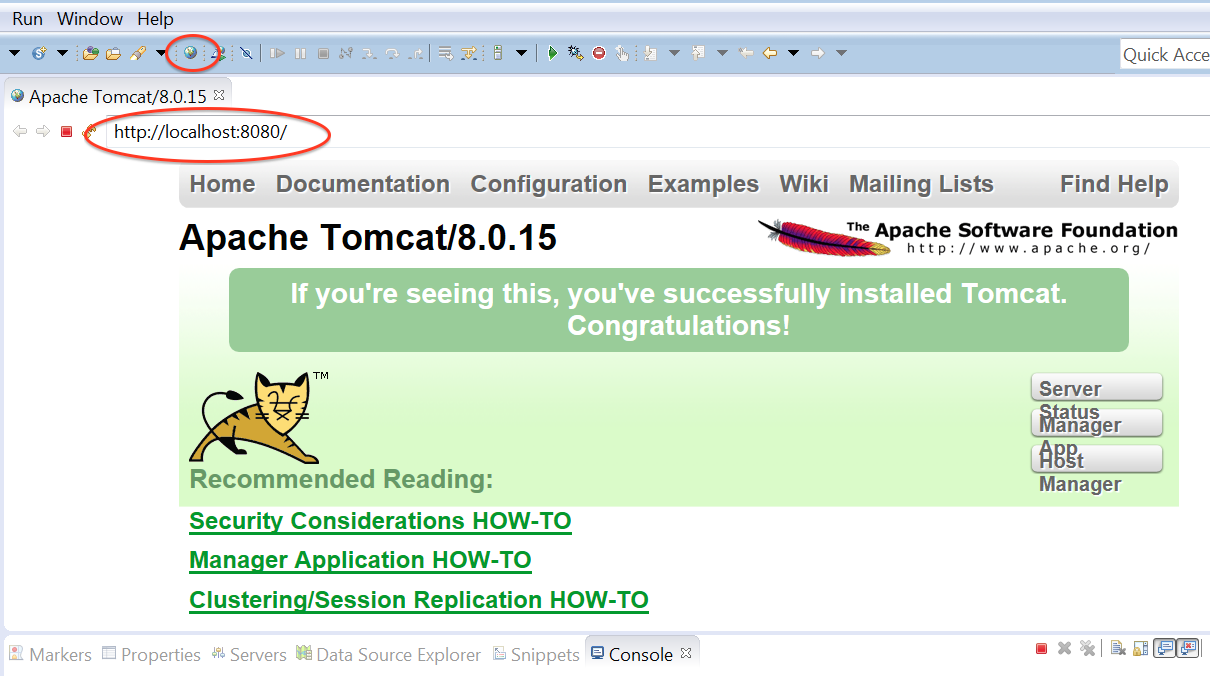 Run Window Help
Quick Acce
Apache Tomcat/8.0.15
http://localhost:8080/
Home Documentation Configuration Examples Wiki Mailing Lists Find Help
Apache Tomcat/8.0.15
The Apache Software Foundation
http://www.apache.org/
If you're seeing this, you've successfully installed Tomcat.
Congratulations!
TM
Server
Status
Manager
App
Host
Manager
Recommended Reading:
Security Considerations HOW-TO
Manager Application HOW-TO
Clustering/Session Replication HOW-TO
Markers Properties Servers Data Source Explorer Snippets Console